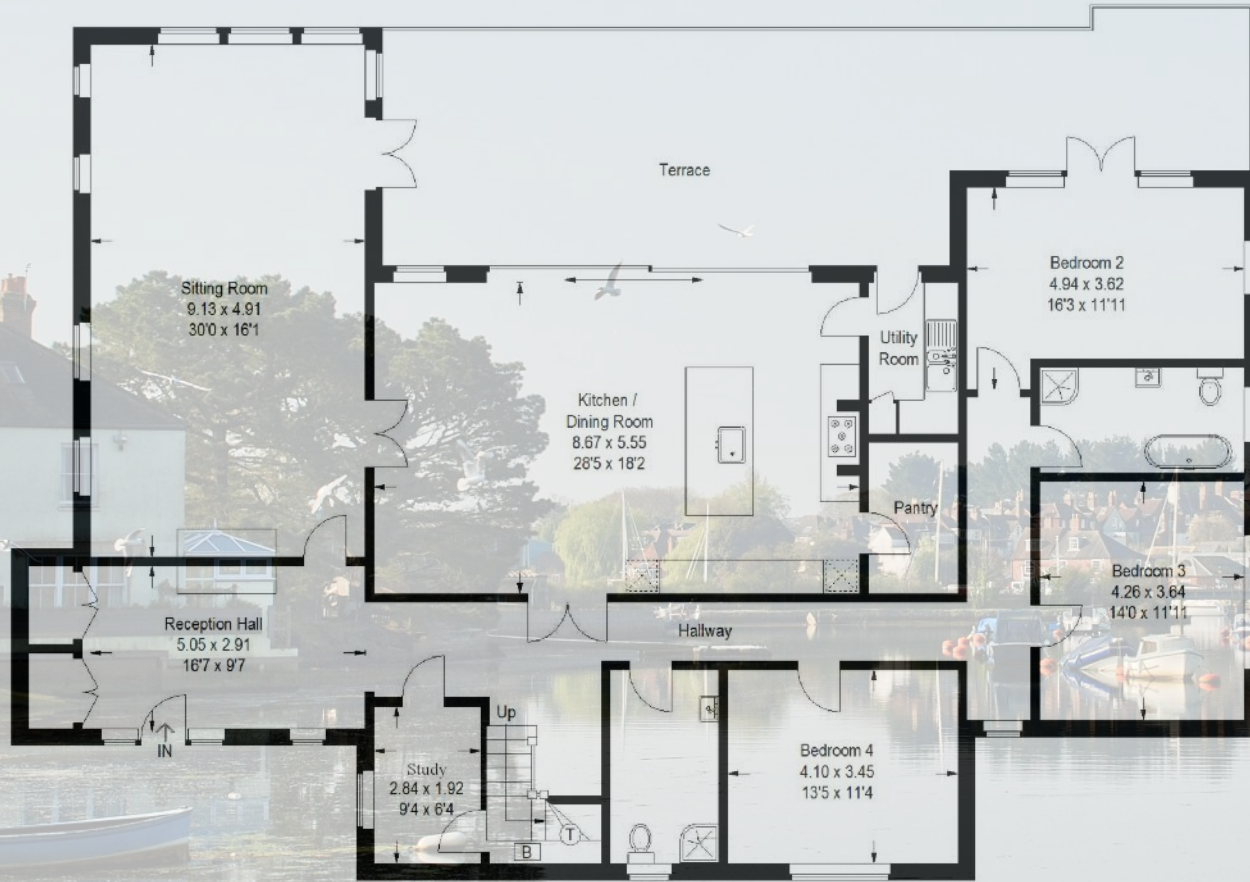 Terrace
Sitting Room
9.13 x 4.91
30'0 x 16'1
Bedroom 2
4.94 x 3.62
16'3 x 11'11
Utility
Room
Kitchen /
Dining Room
8.67 x 5.55
28'5 x 18'2
Pantry
Bedroom 3
4.26 x 3.64
14'0 x 11'11
Reception Hall
5.05 x 2.91
16'7 x 9'7
Hallway
IN
Up
Study
2.84 x 1.92
9'4 x 6'4
T
B
Bedroom 4
4.10 x 3.45
13'5 x 11'4